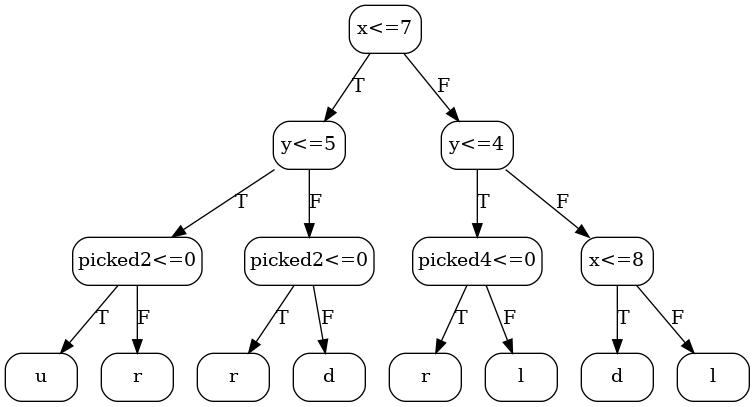 x<=7
T F
y<=5 y<=4
T F T F
picked2<=0 picked2<=0 picked4<=0 x<=8
T F T F T F T F
u r r d r l d l